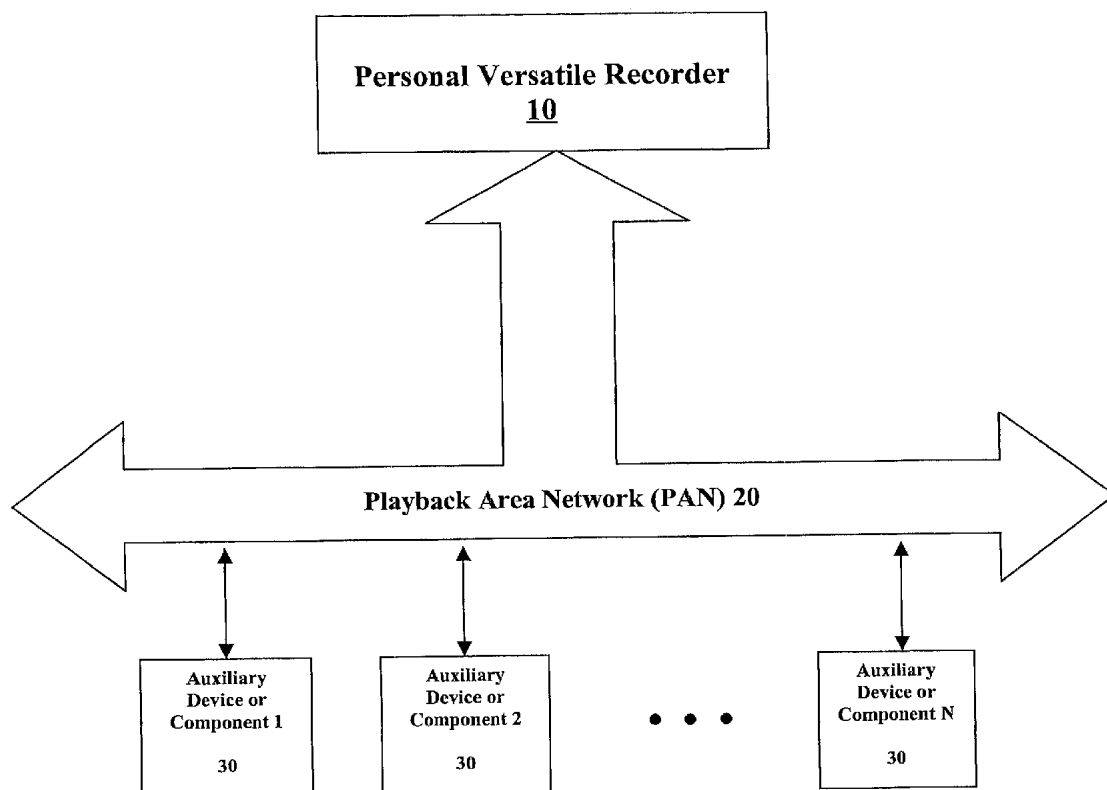 Personal Versatile Recorder
10
Playback Area Network (PAN) 20
Auxiliary
Device or
Component 1
30
Auxiliary
Device or
Component 2
30
Auxiliary
Device or
Component N
30